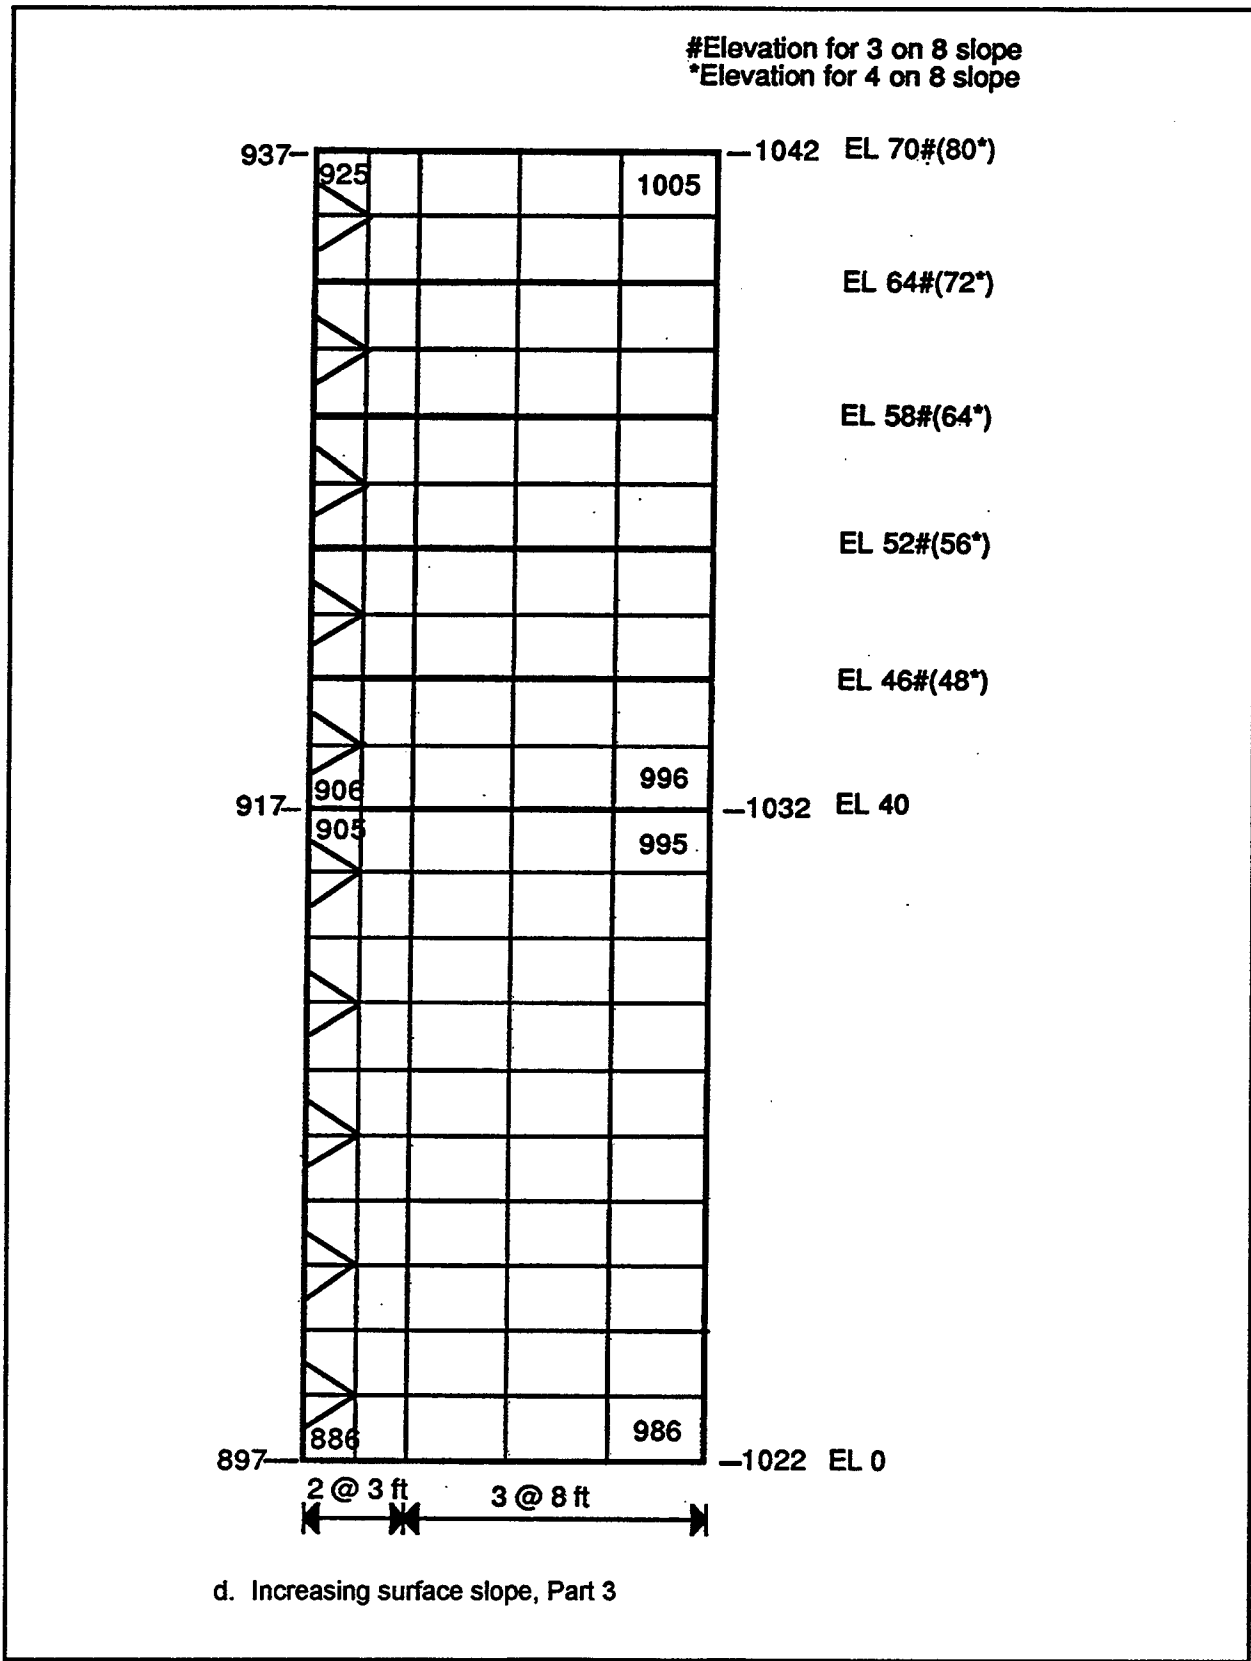 #Elevation for 3 on 8 slope
*Elevation for 4 on 8 slope
937 1042 EL 70#(80*)
925 1005
EL 64#(72*)
EL 58#(64*)
EL 52#(56*)
EL 46#(48*)
906 996
917 1032 EL 40
905 995
886 986
897 1022 EL 0
2 @ 3 ft 3 @ 8 ft
d. Increasing surface slope, Part 3